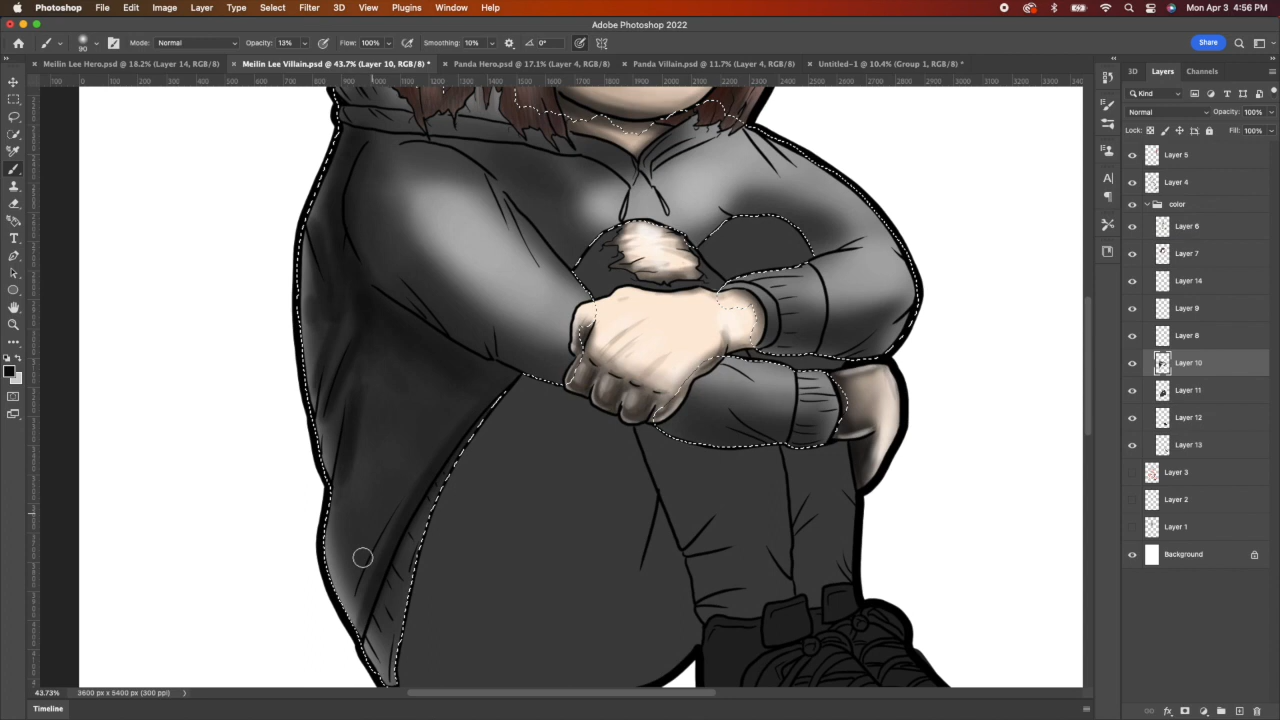 Photoshop File Edit Image Layer Type Select Filter 3D View Plugins Window Help Mon Apr 3 4:56 PM
Adobe Photoshop 2022
90 Mode: Normal Opacity: 13% Flow: 100% Smoothing: 10% 0° Share
Meilin Lee Hero.psd @ 18.2% (Layer 14, RGB/8) Meilin Lee Villain.psd @ 43.7% (Layer 10, RGB/8) * Panda Hero.psd @ 17.1% (Layer 4, RGB/8) Panda Villain.psd @ 11.7% (Layer 4, RGB/8) Untitled-1 @ 10.4% (Group 1, RGB/8) *
3D Layers Channels
Kind
Normal Opacity: 100%
Lock: Fill: 100%
Layer 5
Layer 4
color
Layer 6
Layer 7
Layer 14
Layer 9
Layer 8
Layer 10
Layer 11
Layer 12
Layer 13
Layer 3
Layer 2
Layer 1
Background
43.73% 3600 px x 5400 px (300 ppi)
Timeline